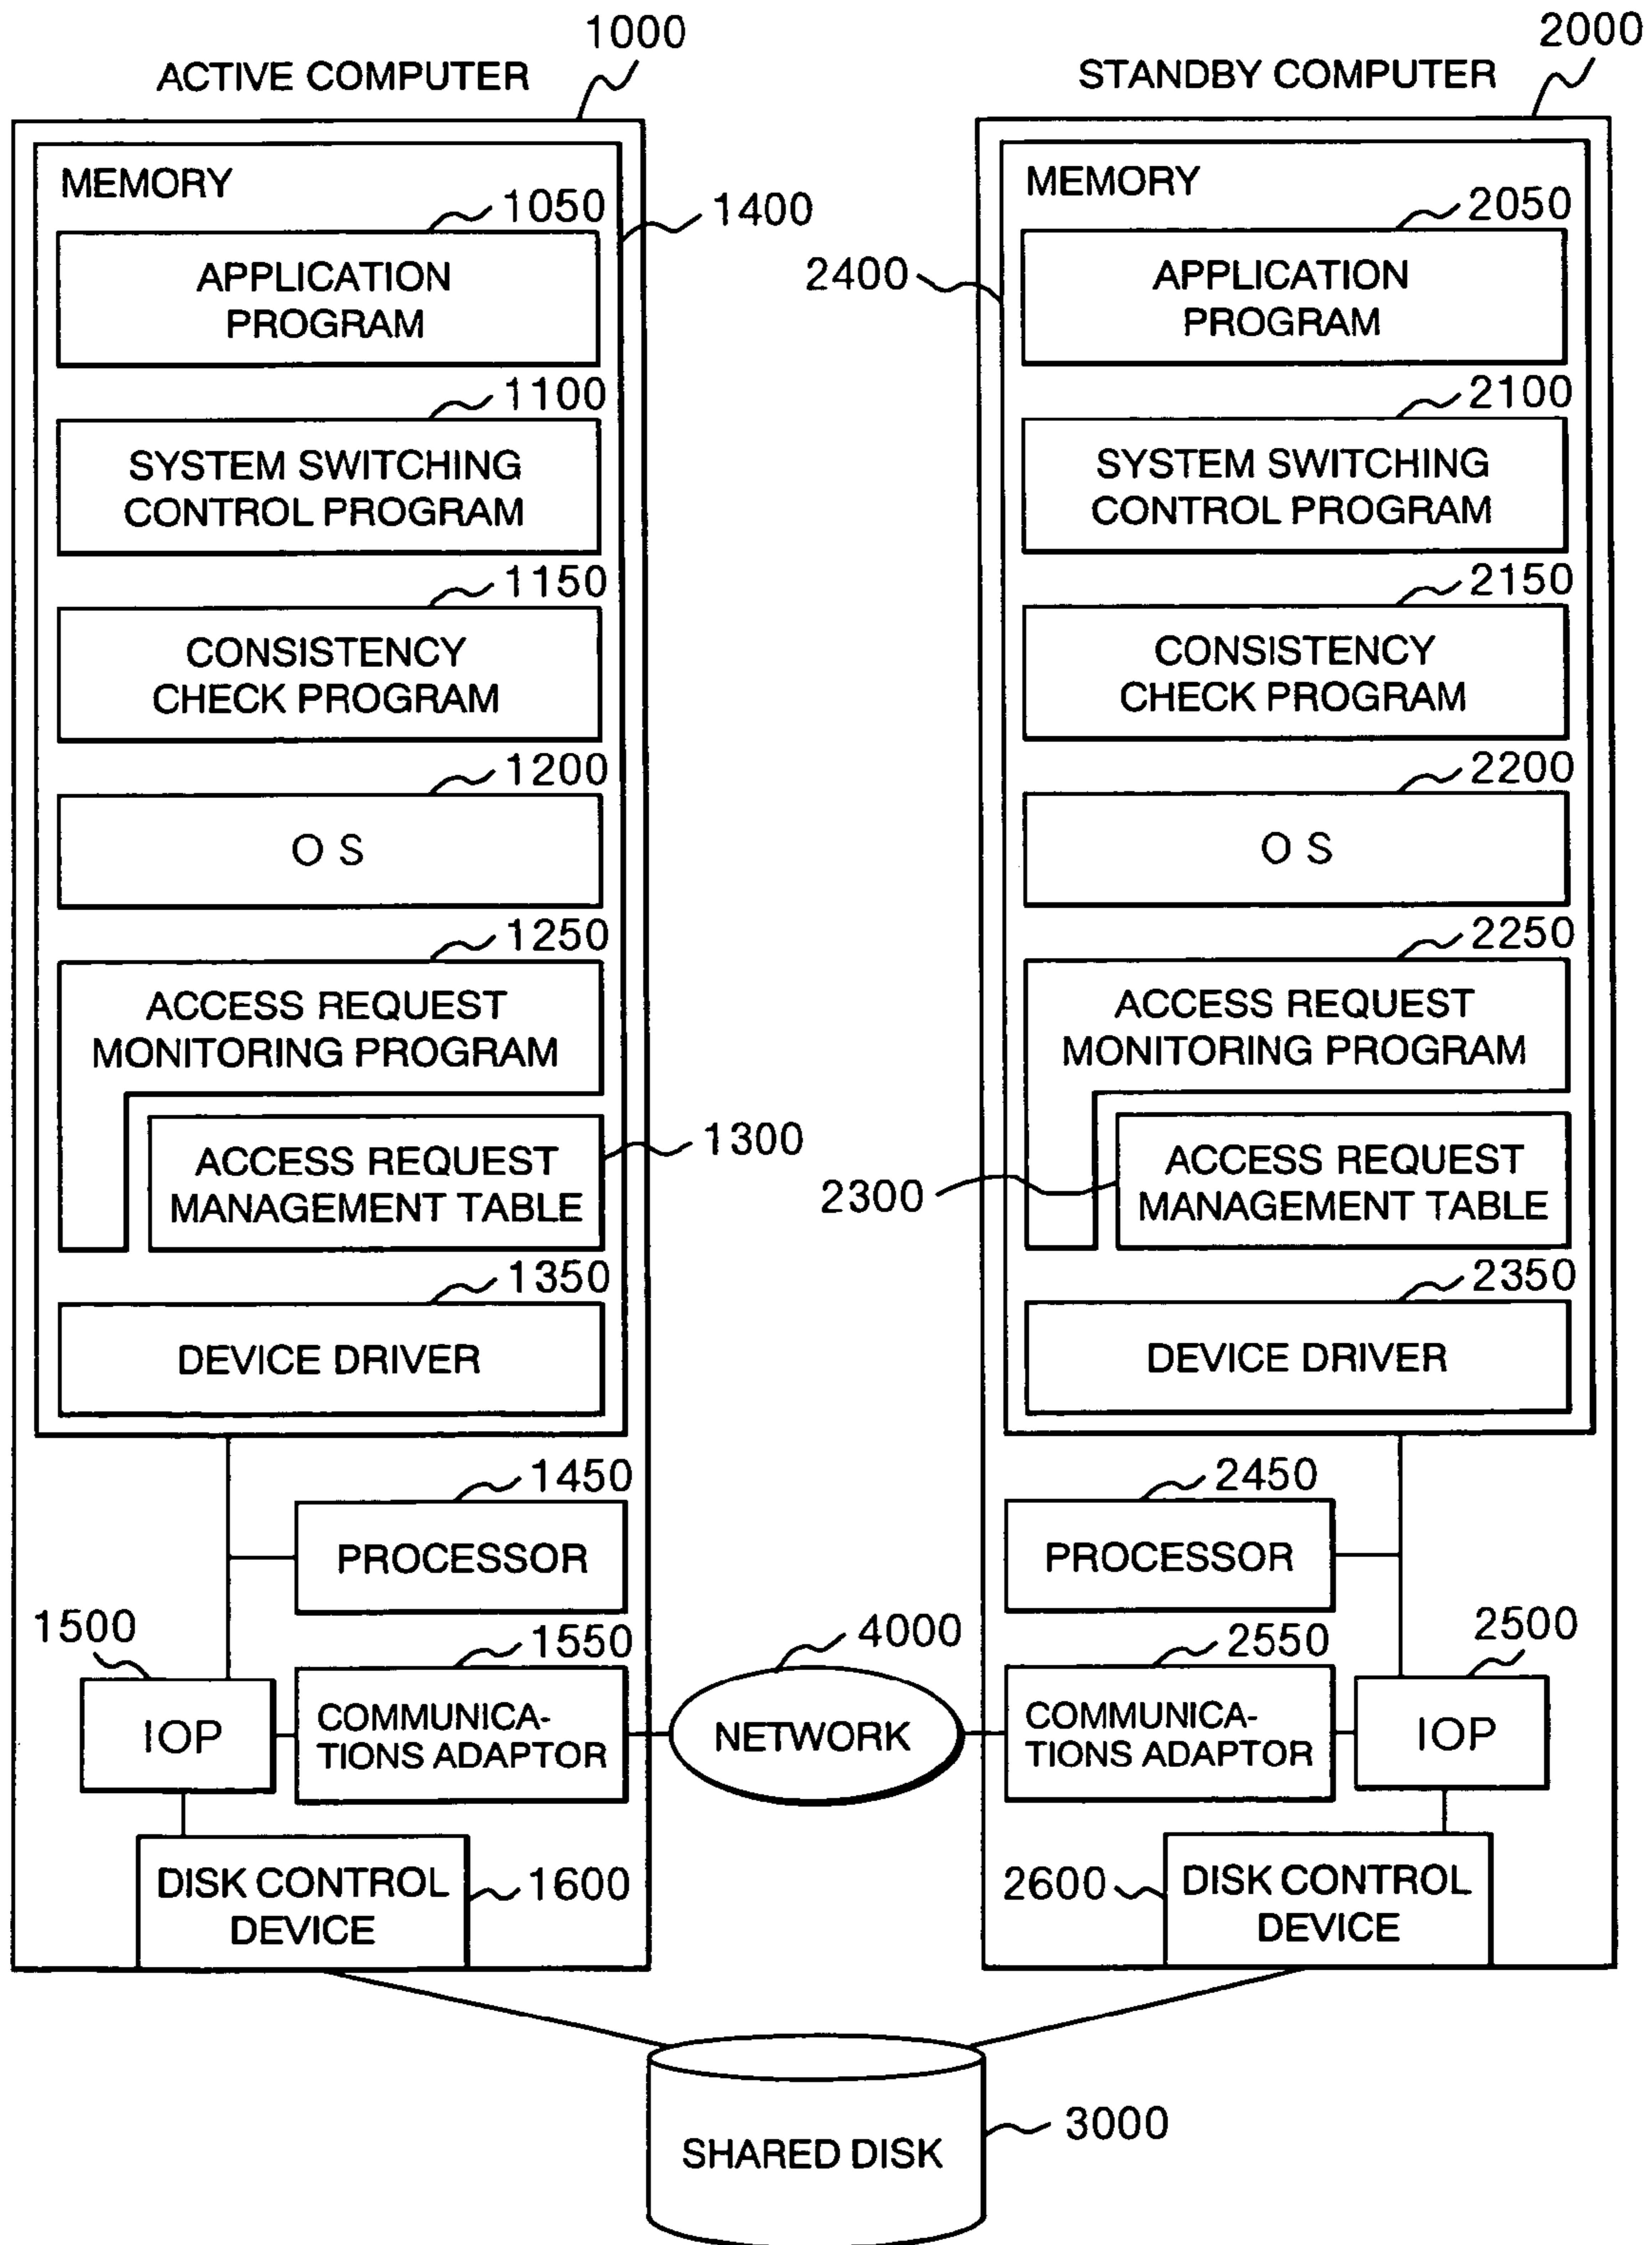 1000
ACTIVE COMPUTER
MEMORY
1050
1400
APPLICATION
PROGRAM
1100
SYSTEM SWITCHING
CONTROL PROGRAM
1150
CONSISTENCY
CHECK PROGRAM
1200
O S
1250
ACCESS REQUEST
MONITORING PROGRAM
1300
ACCESS REQUEST
MANAGEMENT TABLE
1350
DEVICE DRIVER
1450
PROCESSOR
1500
1550
IOP
COMMUNICA-
TIONS ADAPTOR
DISK CONTROL
DEVICE
1600
4000
NETWORK
2000
STANDBY COMPUTER
MEMORY
2050
2400
APPLICATION
PROGRAM
2100
SYSTEM SWITCHING
CONTROL PROGRAM
2150
CONSISTENCY
CHECK PROGRAM
2200
O S
2250
ACCESS REQUEST
MONITORING PROGRAM
2300
ACCESS REQUEST
MANAGEMENT TABLE
2350
DEVICE DRIVER
2450
PROCESSOR
2550
2500
COMMUNICA-
TIONS ADAPTOR
IOP
2600
DISK CONTROL
DEVICE
3000
SHARED DISK